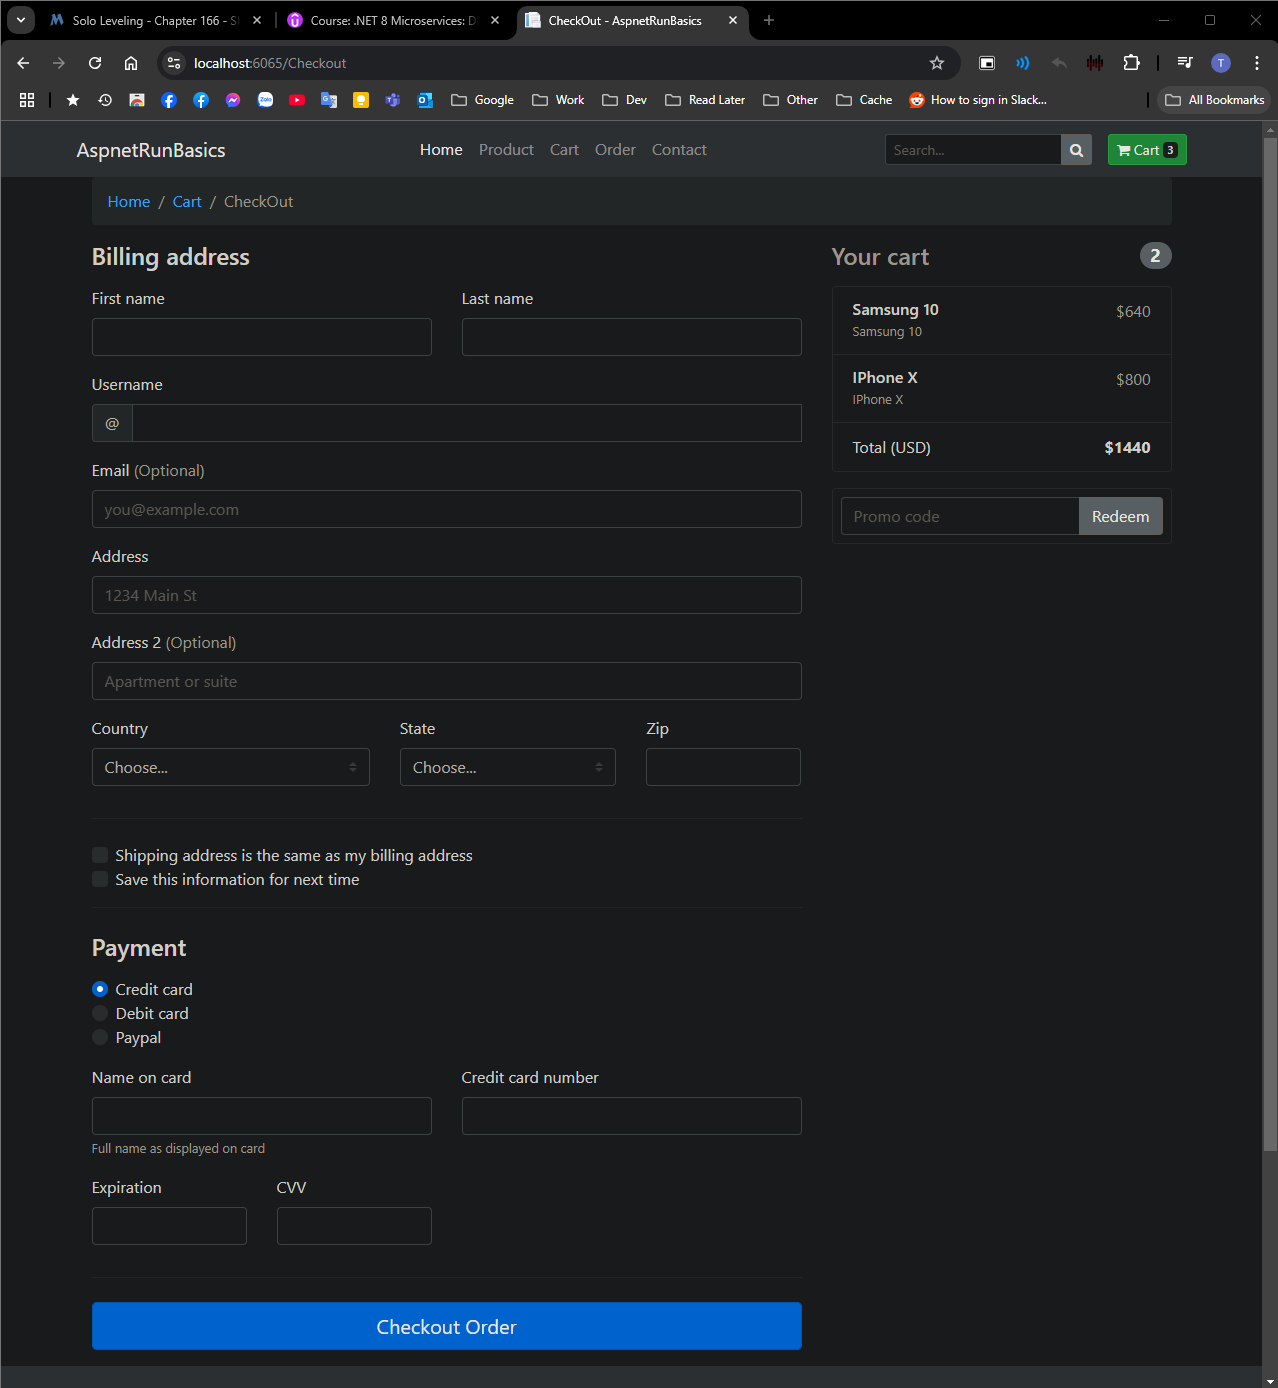 Solo Leveling - Chapter 166 - S
Course: .NET 8 Microservices: D
CheckOut - AspnetRunBasics
localhost:6065/Checkout
T
Zalo
Google
Work
Dev
Read Later
Other
Cache
How to sign in Slack...
All Bookmarks
AspnetRunBasics
Home
Product
Cart
Order
Contact
Search...
Cart 3
Home / Cart / CheckOut
Billing address
First name
Last name
Username
@
Email (Optional)
you@example.com
Address
1234 Main St
Address 2 (Optional)
Apartment or suite
Country
State
Zip
Choose...
Choose...
Shipping address is the same as my billing address
Save this information for next time
Payment
Credit card
Debit card
Paypal
Name on card
Credit card number
Full name as displayed on card
Expiration
CVV
Checkout Order
Your cart
2
Samsung 10
$640
Samsung 10
IPhone X
$800
IPhone X
Total (USD)
$1440
Promo code
Redeem